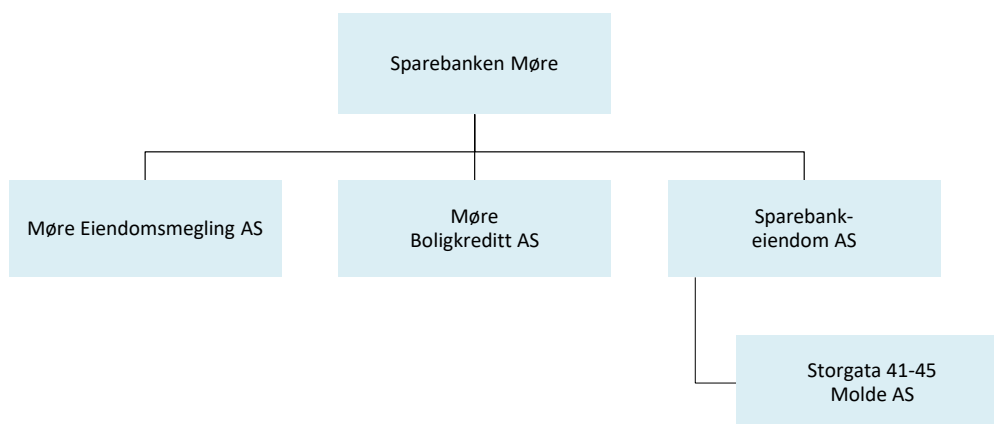 Sparebanken Møre
Møre Eiendomsmegling AS
Møre
Boligkreditt AS
Sparebank-
eiendom AS
Storgata 41-45
Molde AS